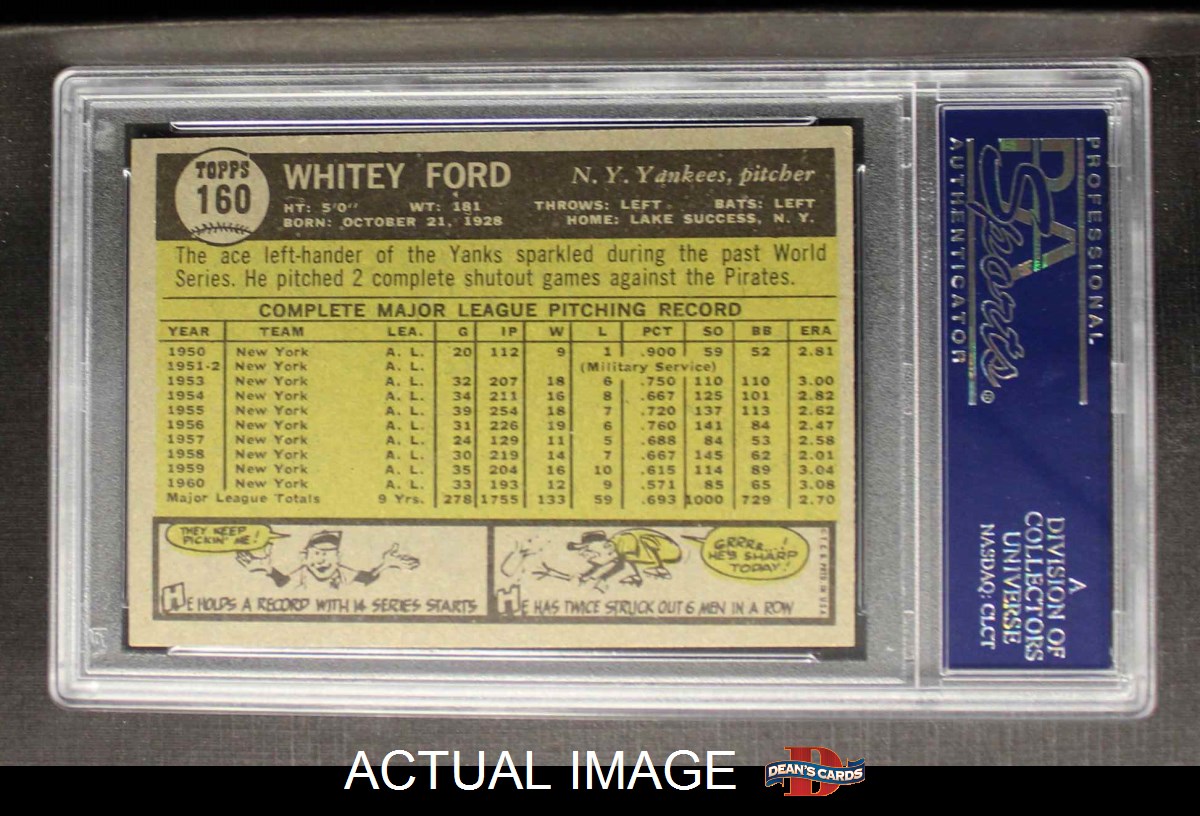 TOPPS
160
WHITEY FORD
N. Y. Yankees, pitcher
HT: 5'0" WT: 181 THROWS: LEFT BATS: LEFT
BORN: OCTOBER 21, 1928 HOME: LAKE SUCCESS, N. Y.
The ace left-hander of the Yanks sparkled during the past World
Series. He pitched 2 complete shutout games against the Pirates.
COMPLETE MAJOR LEAGUE PITCHING RECORD
YEAR TEAM LEA. G IP W L PCT SO BB ERA
1950 New York A. L. 20 112 9 1 .900 59 52 2.81
1951-2 New York A. L. (Military Service)
1953 New York A. L. 32 207 18 6 .750 110 110 3.00
1954 New York A. L. 34 211 16 8 .667 125 101 2.82
1955 New York A. L. 39 254 18 7 .720 137 113 2.62
1956 New York A. L. 31 226 19 6 .760 141 84 2.47
1957 New York A. L. 24 129 11 5 .688 84 53 2.58
1958 New York A. L. 30 219 14 7 .667 145 62 2.01
1959 New York A. L. 35 204 16 10 .615 114 89 3.04
1960 New York A. L. 33 193 12 9 .571 85 65 3.08
Major League Totals 9 Yrs. 278 1755 133 59 .693 1000 729 2.70
THEY KEEP
PICKIN' ME!
HE HOLDS A RECORD WITH 14 SERIES STARTS
GRRR...!
HE'S SHARP
TODAY!
HE HAS TWICE STRUCK OUT 6 MEN IN A ROW
©T.C.G. PRTD. IN U.S.A.
PROFESSIONAL
PSA
Sports®
AUTHENTICATOR
A
DIVISION OF
COLLECTORS
UNIVERSE
NASDAQ: CLCT
ACTUAL IMAGE
DEAN'S CARDS